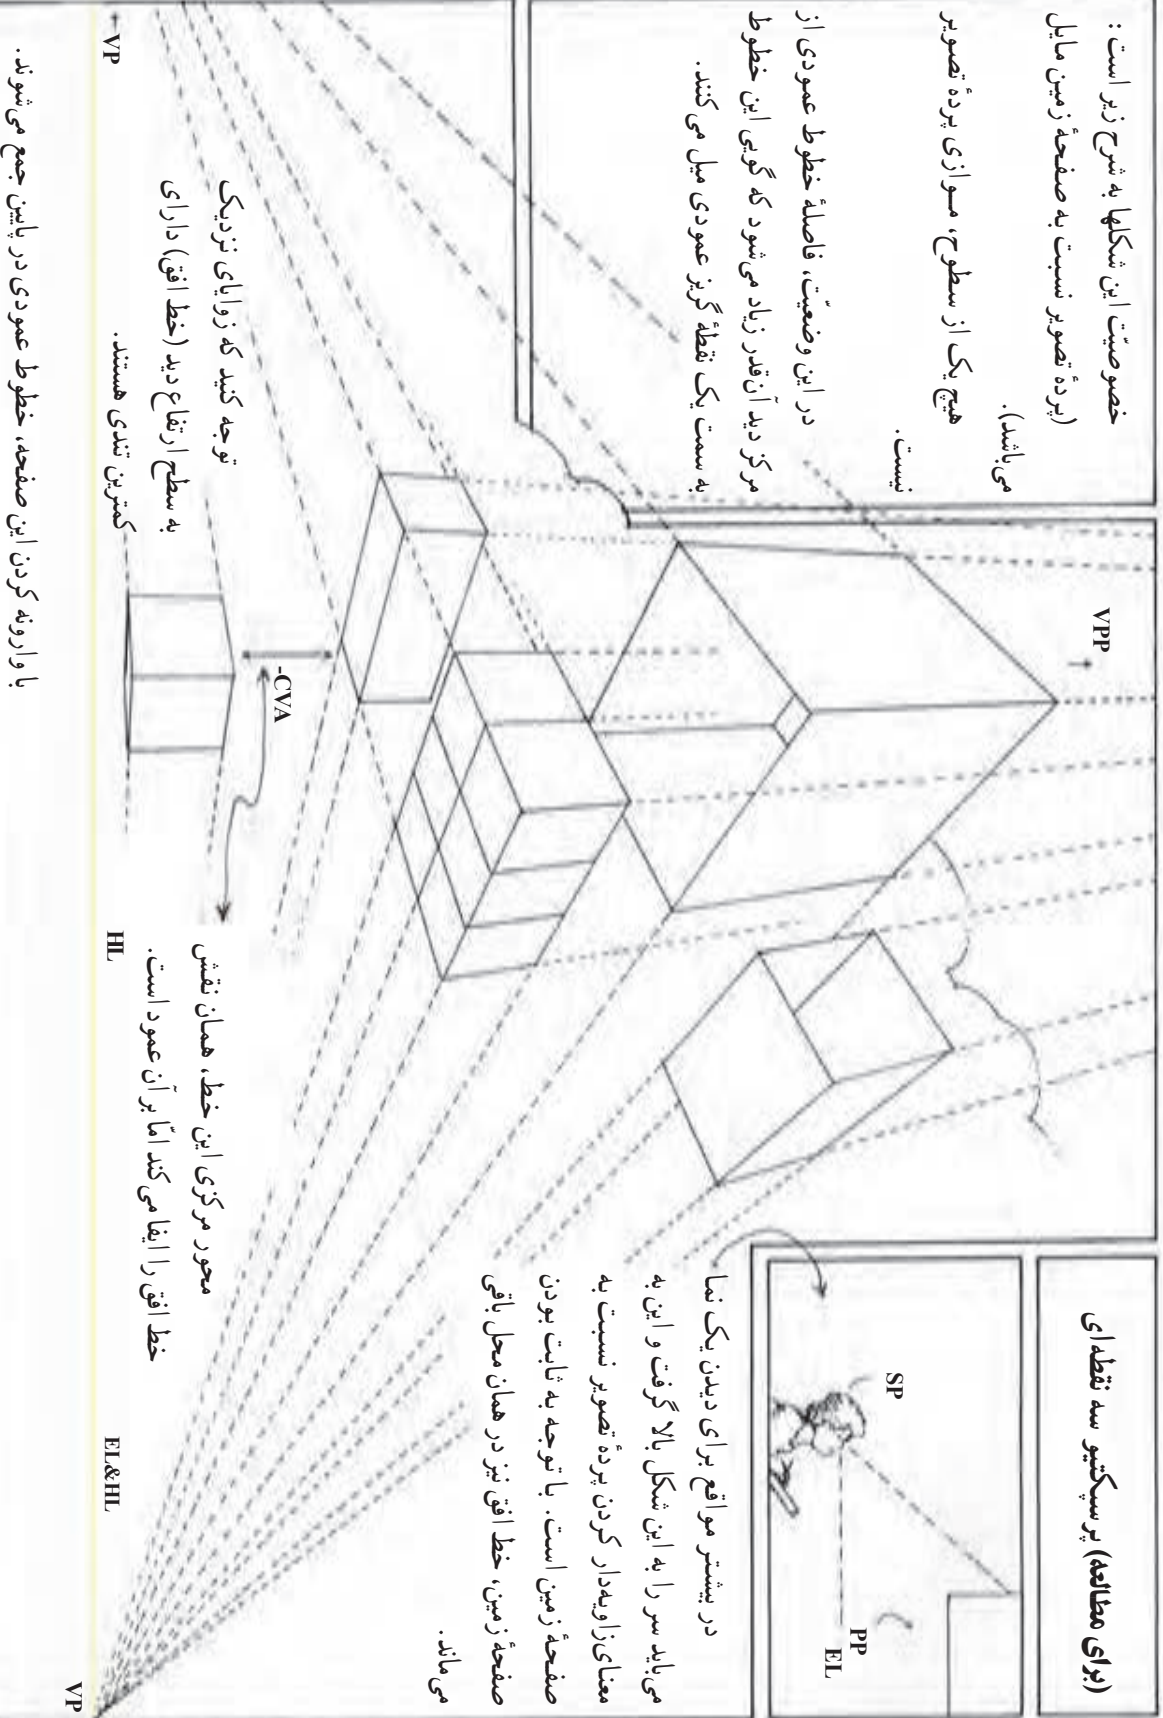 (برای مطالعه) پرسپکتیو سه نقطه‌ای
خصوصیّت این شکلها به شرح زیر است :
(پردهٔ تصویر نسبت به صفحهٔ زمین مایل
می‌باشد).
هیچ یک از سطوح، موازی پردهٔ تصویر
نیست.
در این وضعیّت، فاصلهٔ خطوط عمودی از
مرکز دید آن‌قدر زیاد می‌شود که گویی این خطوط
به سمت یک نقطهٔ گریز عمودی میل می‌کنند.
VPP
SP
PP
EL
در بیشتر مواقع برای دیدن یک نما
می‌باید سر را به این شکل بالا گرفت و این به
معنای زاویه‌دار کردن پردهٔ تصویر نسبت به
صفحهٔ زمین است. با توجه به ثابت بودن
صفحهٔ زمین، خط افق نیز در همان محل باقی
می‌ماند.
توجه کنید که زوایای نزدیک
به سطح ارتفاع دید (خط افق) دارای
کمترین تندی هستند.
-CVA
محور مرکزی این خط، همان نقش
خط افق را ایفا می‌کند امّا بر آن عمود است.
VP
HL
EL&HL
VP
با وارونه کردن این صفحه، خطوط عمودی در پایین جمع می‌شوند.